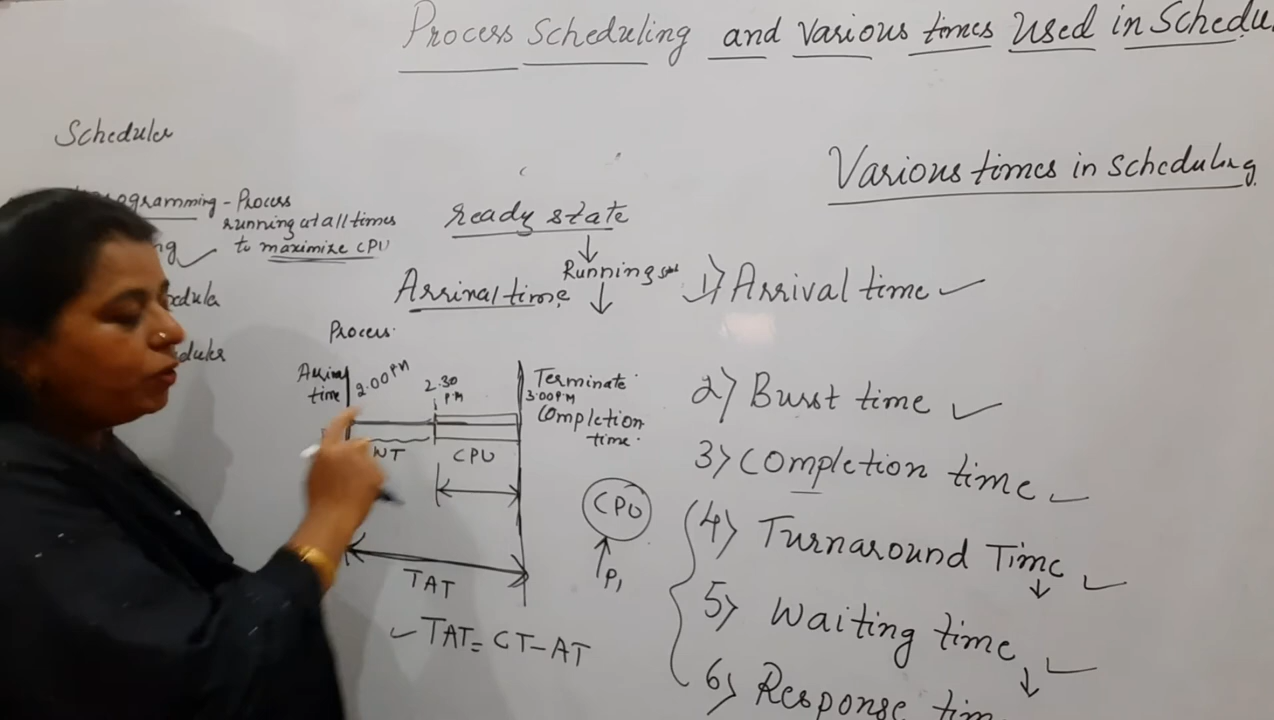 Process Scheduling and Various times Used in Schedu
Scheduler
ogramming - Process
running at all times
to maximize CPU
ready state
Running
Arrival time
Process
Arrival
time
2.00 PM
2.30
PM
Terminate
3.00 P.M
Completion
time
WT
CPU
CPU
P1
TAT
TAT = CT-AT
Various times in scheduling
1) Arrival time
2) Burst time
3) Completion time
4) Turnaround Time
5) Waiting time
6) Response tim